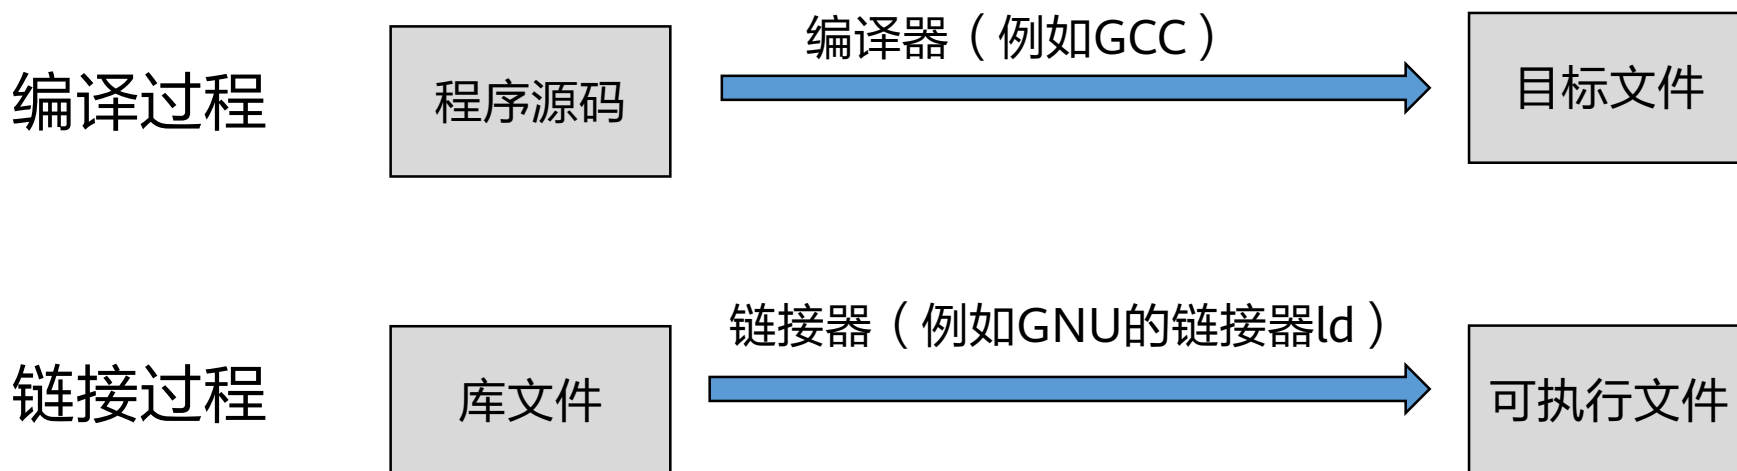 编译过程
程序源码
编译器（例如GCC）
目标文件
链接过程
库文件
链接器（例如GNU的链接器ld）
可执行文件